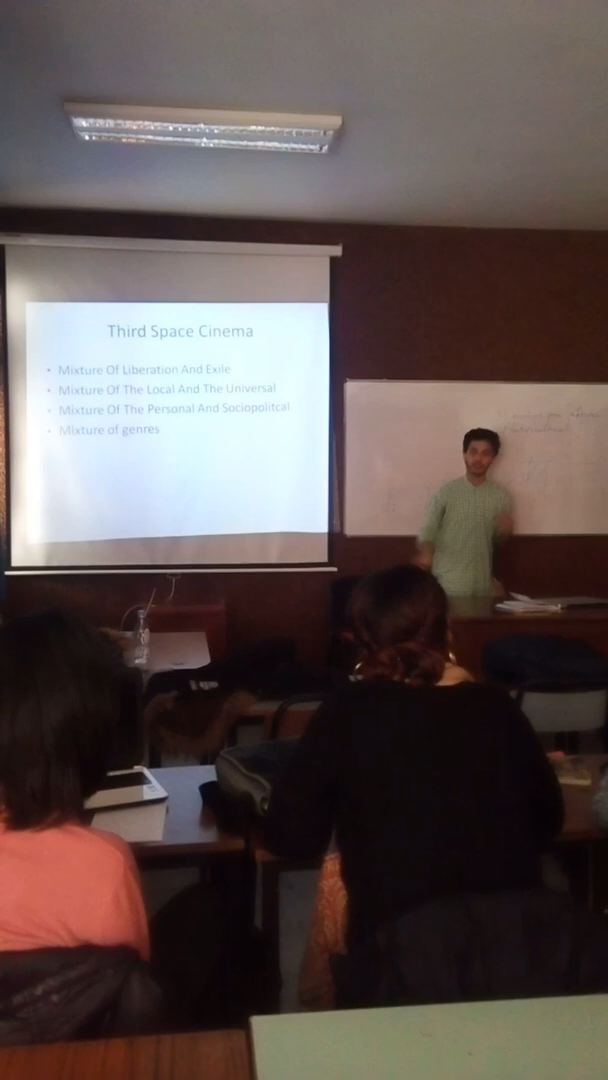 Third Space Cinema
• Mixture Of Liberation And Exile
• Mixture Of The Local And The Universal
• Mixture Of The Personal And Sociopolitcal
• Mixture of genres